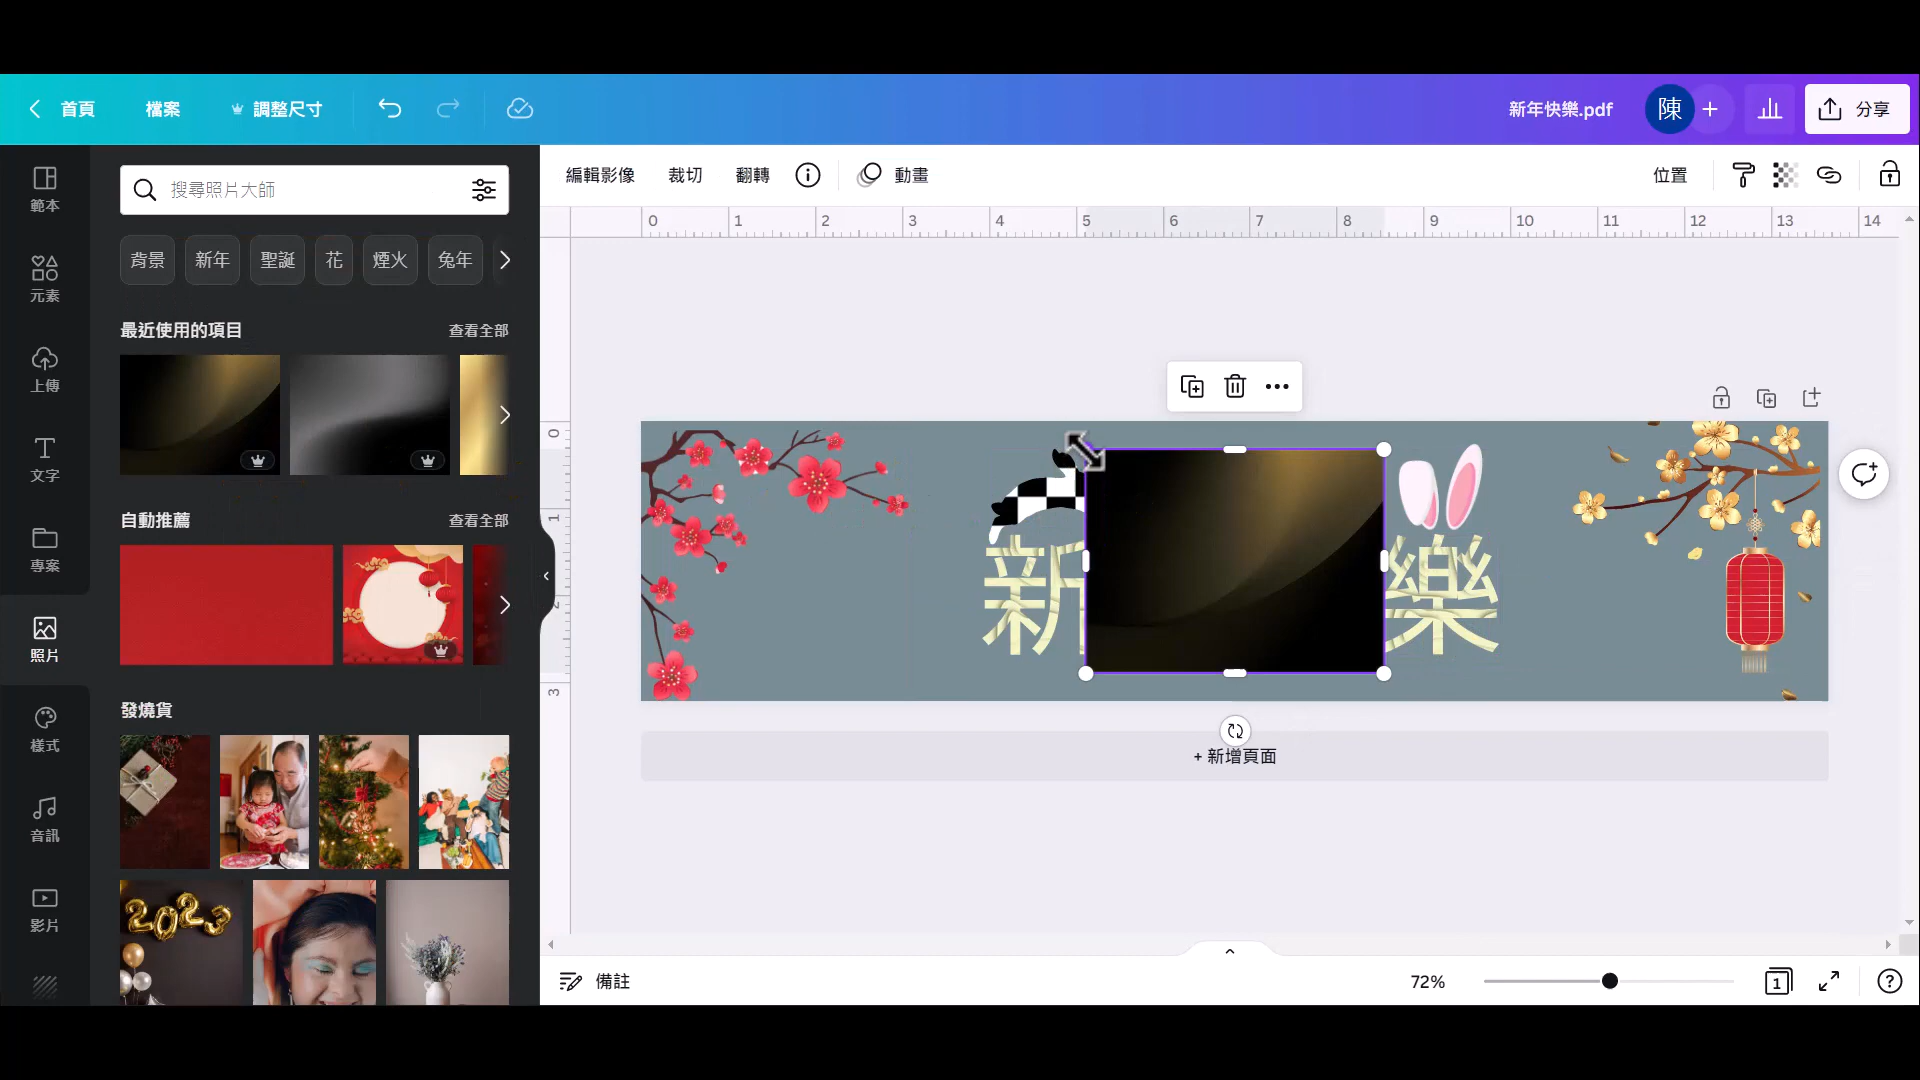 首頁 檔案 調整尺寸 新年快樂.pdf 陳 + 分享
範本
元素
上傳
文字
專案
照片
樣式
音訊
影片
搜尋照片大師
背景 新年 聖誕 花 煙火 兔年
最近使用的項目 查看全部
自動推薦 查看全部
發燒貨
2023
編輯影像 裁切 翻轉 動畫 位置
0 1 2 3 4 5 6 7 8 9 10 11 12 13 14
0
1
2
3
新 樂
+ 新增頁面
備註 72% 1 ?